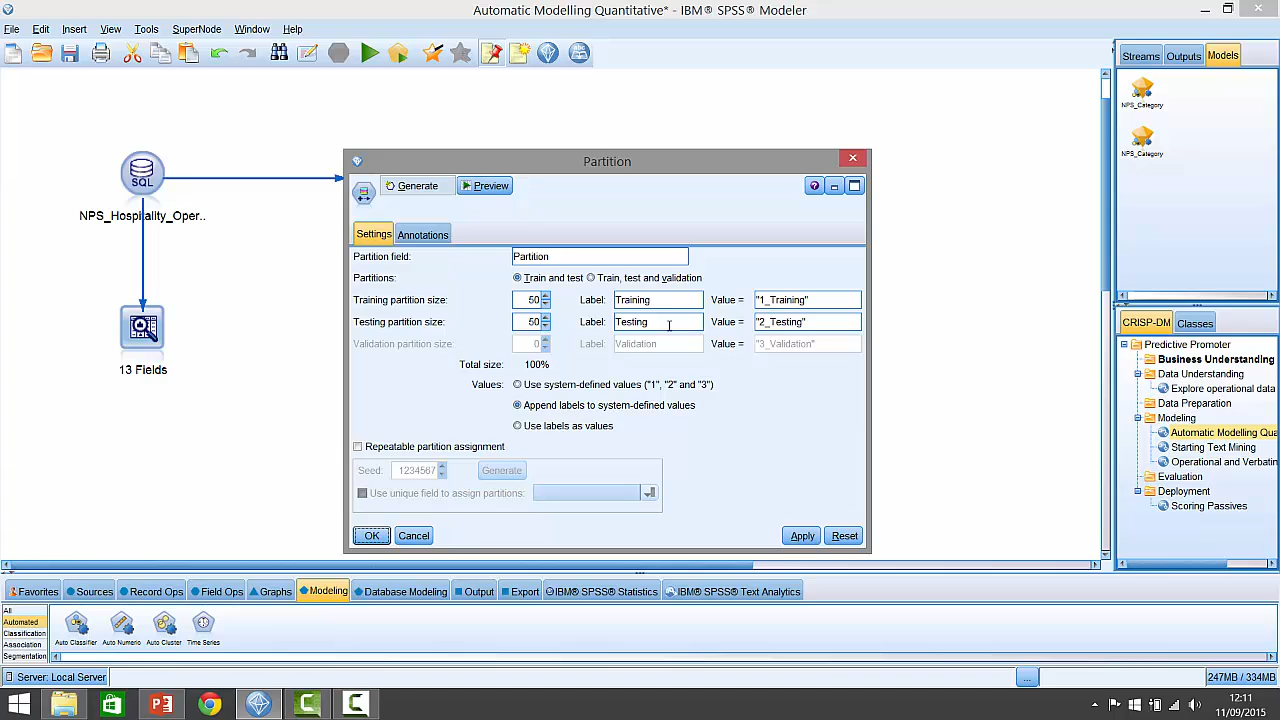 Automatic Modelling Quantitative* - IBM® SPSS® Modeler
File Edit Insert View Tools SuperNode Window Help
Streams Outputs Models
NPS_Category
NPS_Category
SQL
NPS_Hospitality_Oper..
13 Fields
Partition
Generate Preview
Settings Annotations
Partition field: Partition
Partitions: Train and test Train, test and validation
Training partition size: 50 Label: Training Value = "1_Training"
Testing partition size: 50 Label: Testing Value = "2_Testing"
Validation partition size: 0 Label: Validation Value = "3_Validation"
Total size: 100%
Values: Use system-defined values ("1", "2" and "3")
Append labels to system-defined values
Use labels as values
Repeatable partition assignment
Seed: 1234567 Generate
Use unique field to assign partitions:
OK Cancel Apply Reset
CRISP-DM Classes
Predictive Promoter
Business Understanding
Data Understanding
Explore operational data
Data Preparation
Modeling
Automatic Modelling Qua
Starting Text Mining
Operational and Verbatin
Evaluation
Deployment
Scoring Passives
Favorites Sources Record Ops Field Ops Graphs Modeling Database Modeling Output Export IBM® SPSS® Statistics IBM® SPSS® Text Analytics
All
Automated
Classification
Association
Segmentation
Auto Classifier Auto Numeric Auto Cluster Time Series
Server: Local Server ... 247MB / 334MB
12:11
11/09/2015